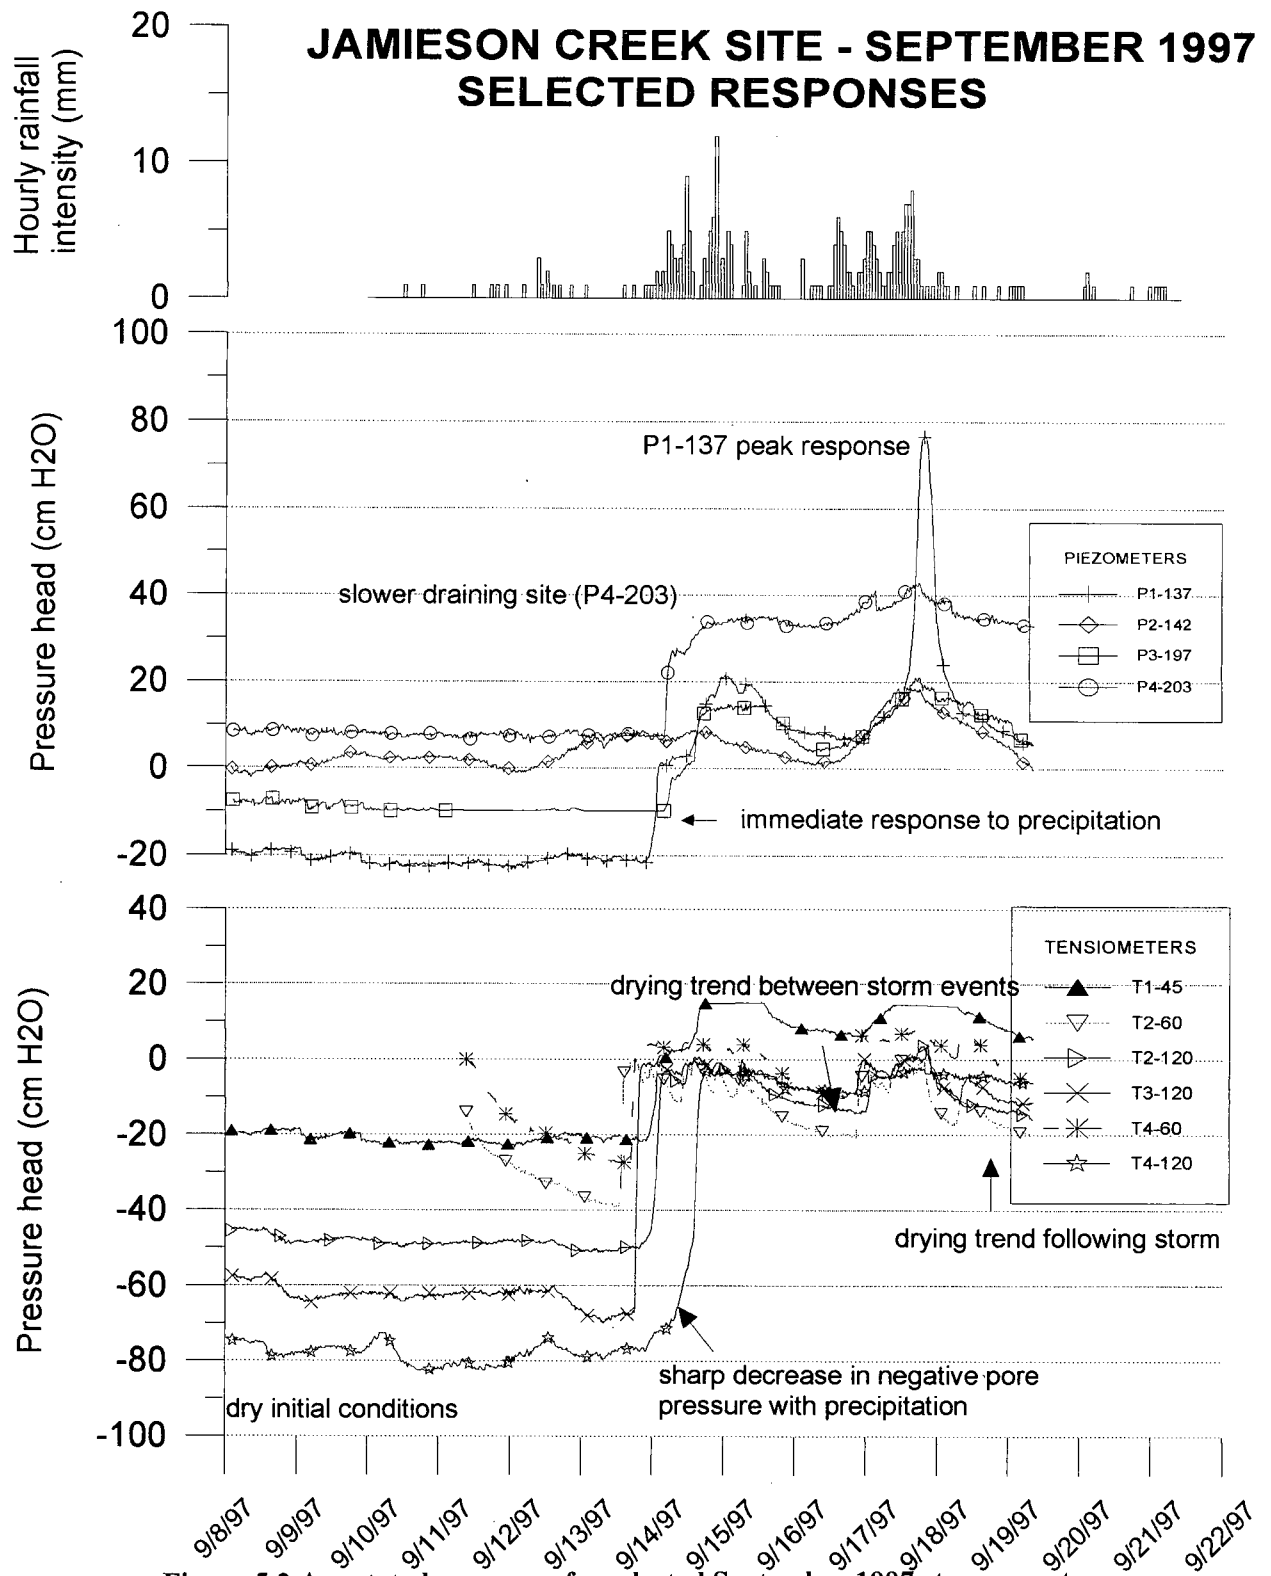 JAMIESON CREEK SITE - SEPTEMBER 1997
SELECTED RESPONSES
Hourly rainfall
intensity (mm)
20
10
0
Pressure head (cm H2O)
100
80
60
40
20
0
-20
P1-137 peak response
slower draining site (P4-203)
immediate response to precipitation
PIEZOMETERS
P1-137
P2-142
P3-197
P4-203
Pressure head (cm H2O)
40
20
0
-20
-40
-60
-80
-100
drying trend between storm events
TENSIOMETERS
T1-45
T2-60
T2-120
T3-120
T4-60
T4-120
drying trend following storm
sharp decrease in negative pore
pressure with precipitation
dry initial conditions
9/8/97
9/9/97
9/10/97
9/11/97
9/12/97
9/13/97
9/14/97
9/15/97
9/16/97
9/17/97
9/18/97
9/19/97
9/20/97
9/21/97
9/22/97